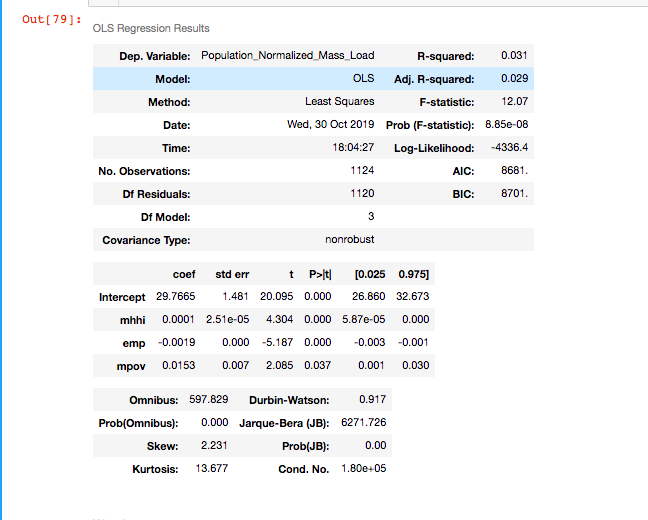 Out[79]:
OLS Regression Results
Dep. Variable: Population_Normalized_Mass_Load R-squared: 0.031
Model: OLS Adj. R-squared: 0.029
Method: Least Squares F-statistic: 12.07
Date: Wed, 30 Oct 2019 Prob (F-statistic): 8.85e-08
Time: 18:04:27 Log-Likelihood: -4336.4
No. Observations: 1124 AIC: 8681.
Df Residuals: 1120 BIC: 8701.
Df Model: 3
Covariance Type: nonrobust
coef std err t P>|t| [0.025 0.975]
Intercept 29.7665 1.481 20.095 0.000 26.860 32.673
mhhi 0.0001 2.51e-05 4.304 0.000 5.87e-05 0.000
emp -0.0019 0.000 -5.187 0.000 -0.003 -0.001
mpov 0.0153 0.007 2.085 0.037 0.001 0.030
Omnibus: 597.829 Durbin-Watson: 0.917
Prob(Omnibus): 0.000 Jarque-Bera (JB): 6271.726
Skew: 2.231 Prob(JB): 0.00
Kurtosis: 13.677 Cond. No. 1.80e+05